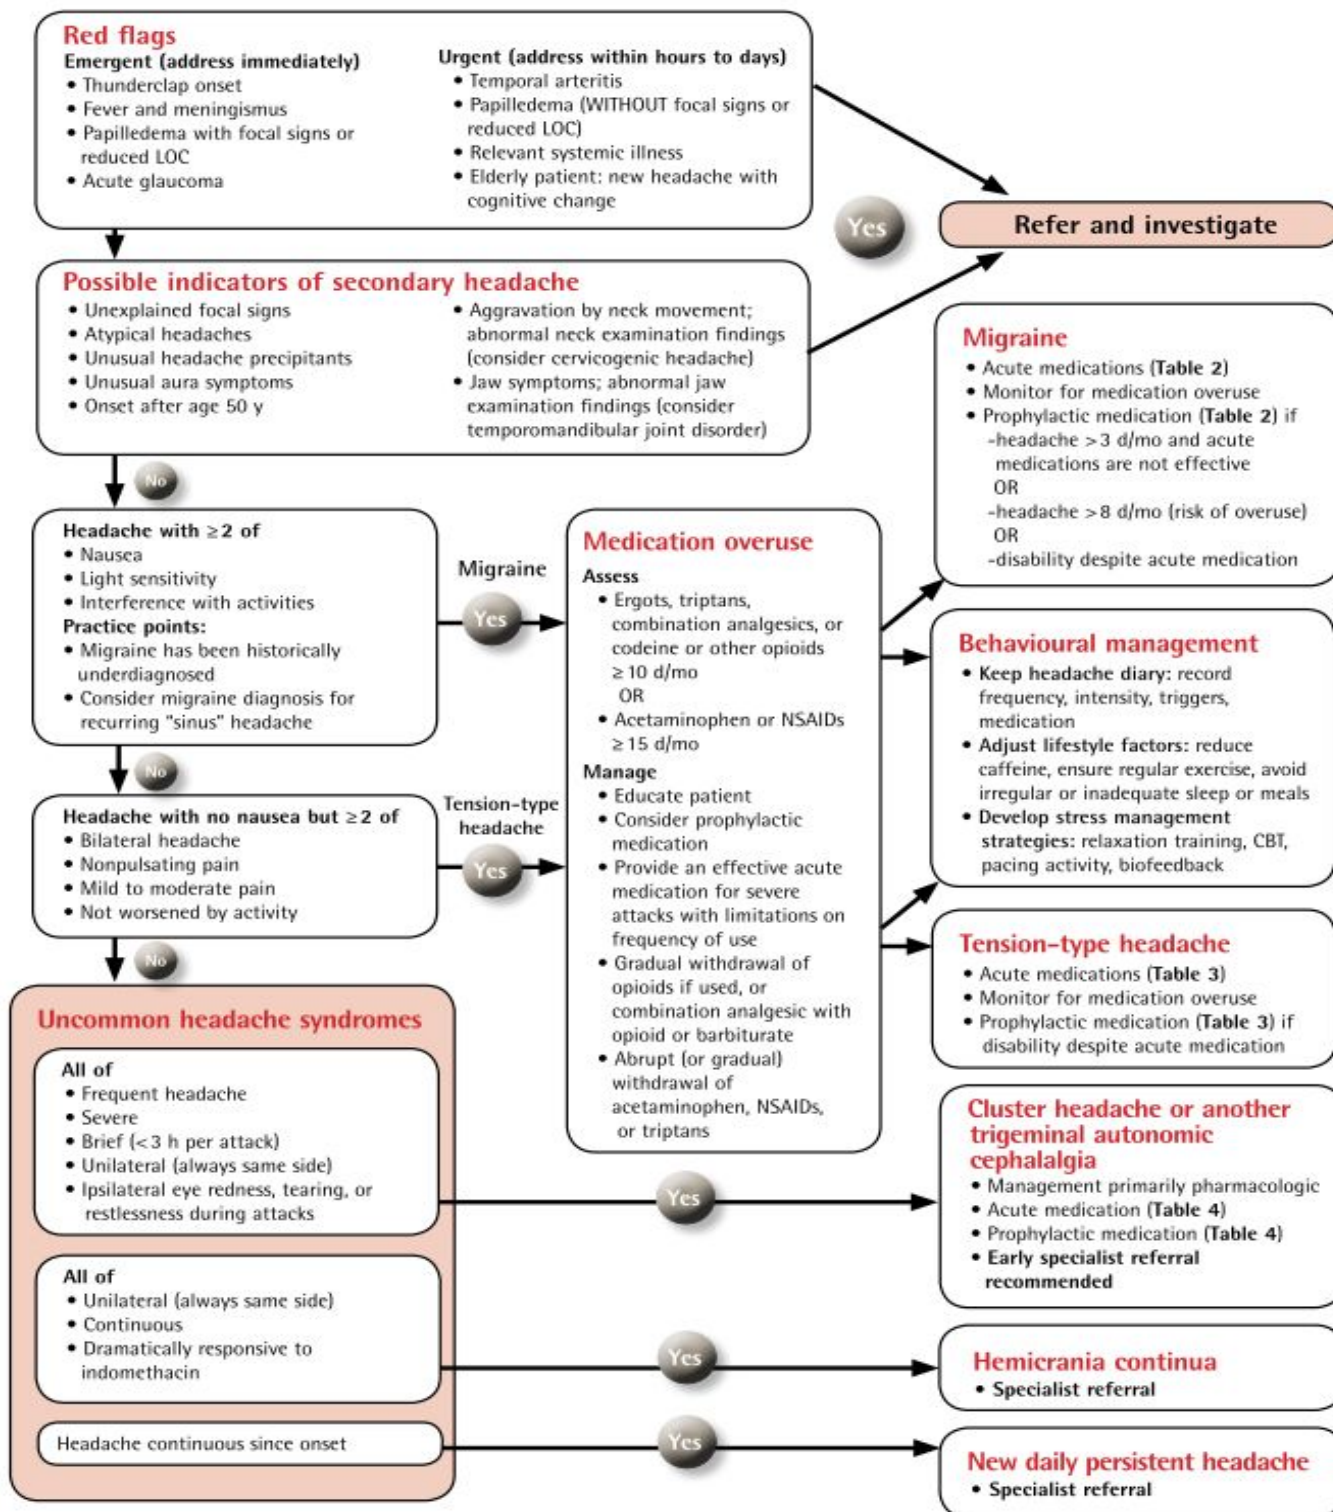 Red flags
Emergent (address immediately)
• Thunderclap onset
• Fever and meningismus
• Papilledema with focal signs or
reduced LOC
• Acute glaucoma
Urgent (address within hours to days)
• Temporal arteritis
• Papilledema (WITHOUT focal signs or
reduced LOC)
• Relevant systemic illness
• Elderly patient: new headache with
cognitive change
Yes
Refer and investigate
Possible indicators of secondary headache
• Unexplained focal signs
• Atypical headaches
• Unusual headache precipitants
• Unusual aura symptoms
• Onset after age 50 y
• Aggravation by neck movement;
abnormal neck examination findings
(consider cervicogenic headache)
• Jaw symptoms; abnormal jaw
examination findings (consider
temporomandibular joint disorder)
No
Headache with ≥2 of
• Nausea
• Light sensitivity
• Interference with activities
Practice points:
• Migraine has been historically
underdiagnosed
• Consider migraine diagnosis for
recurring "sinus" headache
Migraine
Yes
No
Headache with no nausea but ≥2 of
• Bilateral headache
• Nonpulsating pain
• Mild to moderate pain
• Not worsened by activity
Tension-type
headache
Yes
No
Medication overuse
Assess
• Ergots, triptans,
combination analgesics, or
codeine or other opioids
≥10 d/mo
OR
• Acetaminophen or NSAIDs
≥15 d/mo
Manage
• Educate patient
• Consider prophylactic
medication
• Provide an effective acute
medication for severe
attacks with limitations on
frequency of use
• Gradual withdrawal of
opioids if used, or
combination analgesic with
opioid or barbiturate
• Abrupt (or gradual)
withdrawal of
acetaminophen, NSAIDs,
or triptans
Migraine
• Acute medications (Table 2)
• Monitor for medication overuse
• Prophylactic medication (Table 2) if
-headache >3 d/mo and acute
medications are not effective
OR
-headache >8 d/mo (risk of overuse)
OR
-disability despite acute medication
Behavioural management
• Keep headache diary: record
frequency, intensity, triggers,
medication
• Adjust lifestyle factors: reduce
caffeine, ensure regular exercise, avoid
irregular or inadequate sleep or meals
• Develop stress management
strategies: relaxation training, CBT,
pacing activity, biofeedback
Tension-type headache
• Acute medications (Table 3)
• Monitor for medication overuse
• Prophylactic medication (Table 3) if
disability despite acute medication
Uncommon headache syndromes
All of
• Frequent headache
• Severe
• Brief (<3 h per attack)
• Unilateral (always same side)
• Ipsilateral eye redness, tearing, or
restlessness during attacks
Yes
Cluster headache or another
trigeminal autonomic
cephalalgia
• Management primarily pharmacologic
• Acute medication (Table 4)
• Prophylactic medication (Table 4)
• Early specialist referral
recommended
All of
• Unilateral (always same side)
• Continuous
• Dramatically responsive to
indomethacin
Yes
Hemicrania continua
• Specialist referral
Headache continuous since onset
Yes
New daily persistent headache
• Specialist referral